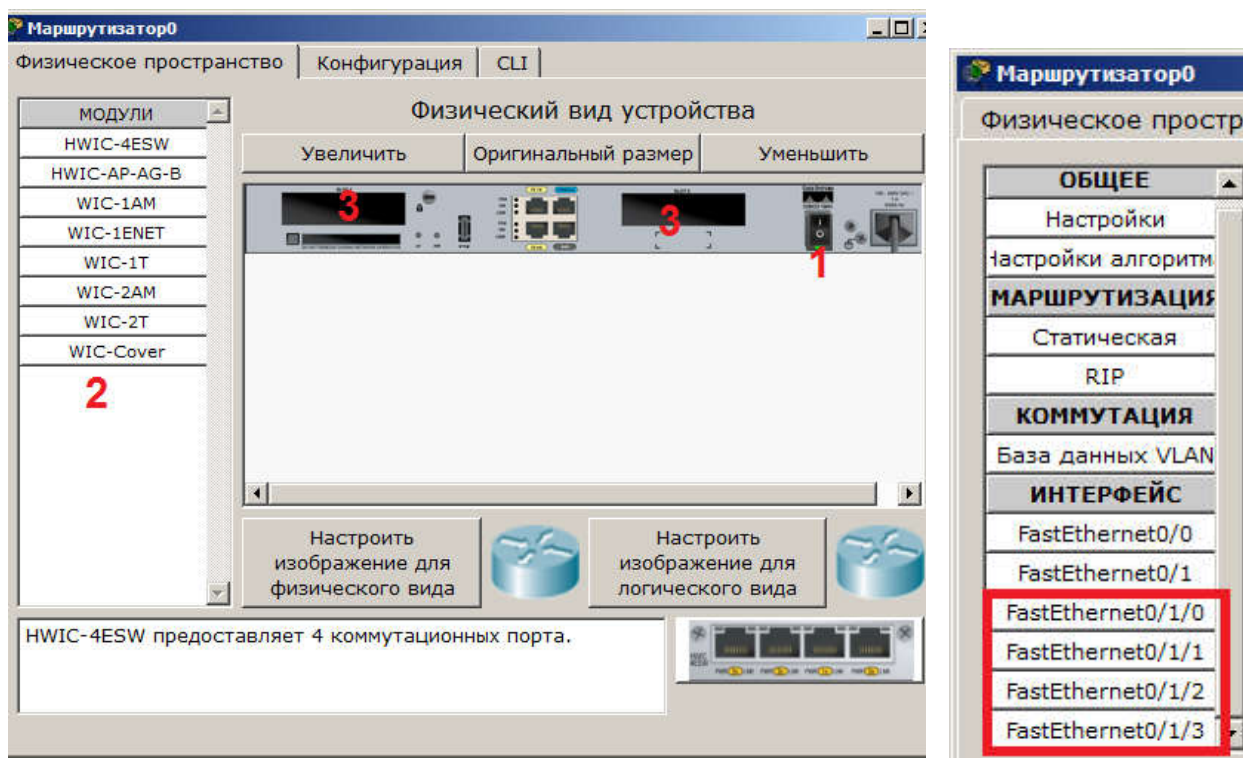 Маршрутизатор0
Физическое пространство
Конфигурация
CLI
МОДУЛИ
HWIC-4ESW
HWIC-AP-AG-B
WIC-1AM
WIC-1ENET
WIC-1T
WIC-2AM
WIC-2T
WIC-Cover
2
Физический вид устройства
Увеличить
Оригинальный размер
Уменьшить
3
3
1
Настроить
изображение для
физического вида
Настроить
изображение для
логического вида
HWIC-4ESW предоставляет 4 коммутационных порта.
Маршрутизатор0
Физическое простр
ОБЩЕЕ
Настройки
Настройки алгоритм
МАРШРУТИЗАЦИЯ
Статическая
RIP
КОММУТАЦИЯ
База данных VLAN
ИНТЕРФЕЙС
FastEthernet0/0
FastEthernet0/1
FastEthernet0/1/0
FastEthernet0/1/1
FastEthernet0/1/2
FastEthernet0/1/3